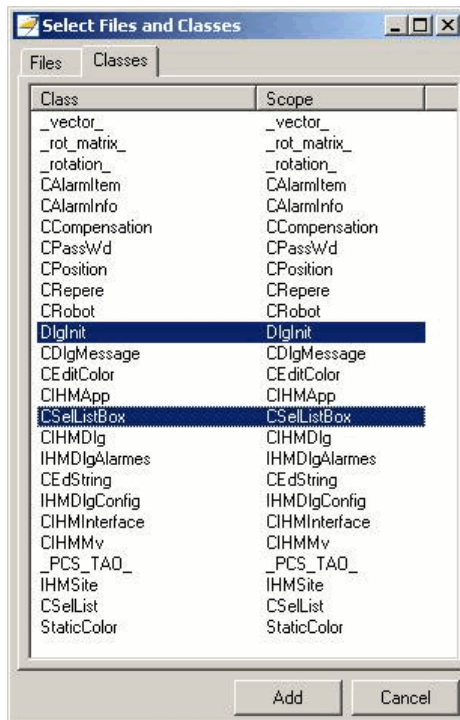 Select Files and Classes
Files Classes
Class Scope
_vector_ _vector_
_rot_matrix_ _rot_matrix_
_rotation_ _rotation_
CAlarmItem CAlarmItem
CAlarmInfo CAlarmInfo
CCompensation CCompensation
CPassWd CPassWd
CPosition CPosition
CRepere CRepere
CRobot CRobot
DlgInit DlgInit
CDlgMessage CDlgMessage
CEditColor CEditColor
CIHMApp CIHMApp
CSelListBox CSelListBox
CIHMDlg CIHMDlg
IHMDlgAlarmes IHMDlgAlarmes
CEdString CEdString
IHMDlgConfig IHMDlgConfig
CIHMInterface CIHMInterface
CIHMMv CIHMMv
_PCS_TAO_ _PCS_TAO_
IHMSite IHMSite
CSelList CSelList
StaticColor StaticColor
Add Cancel